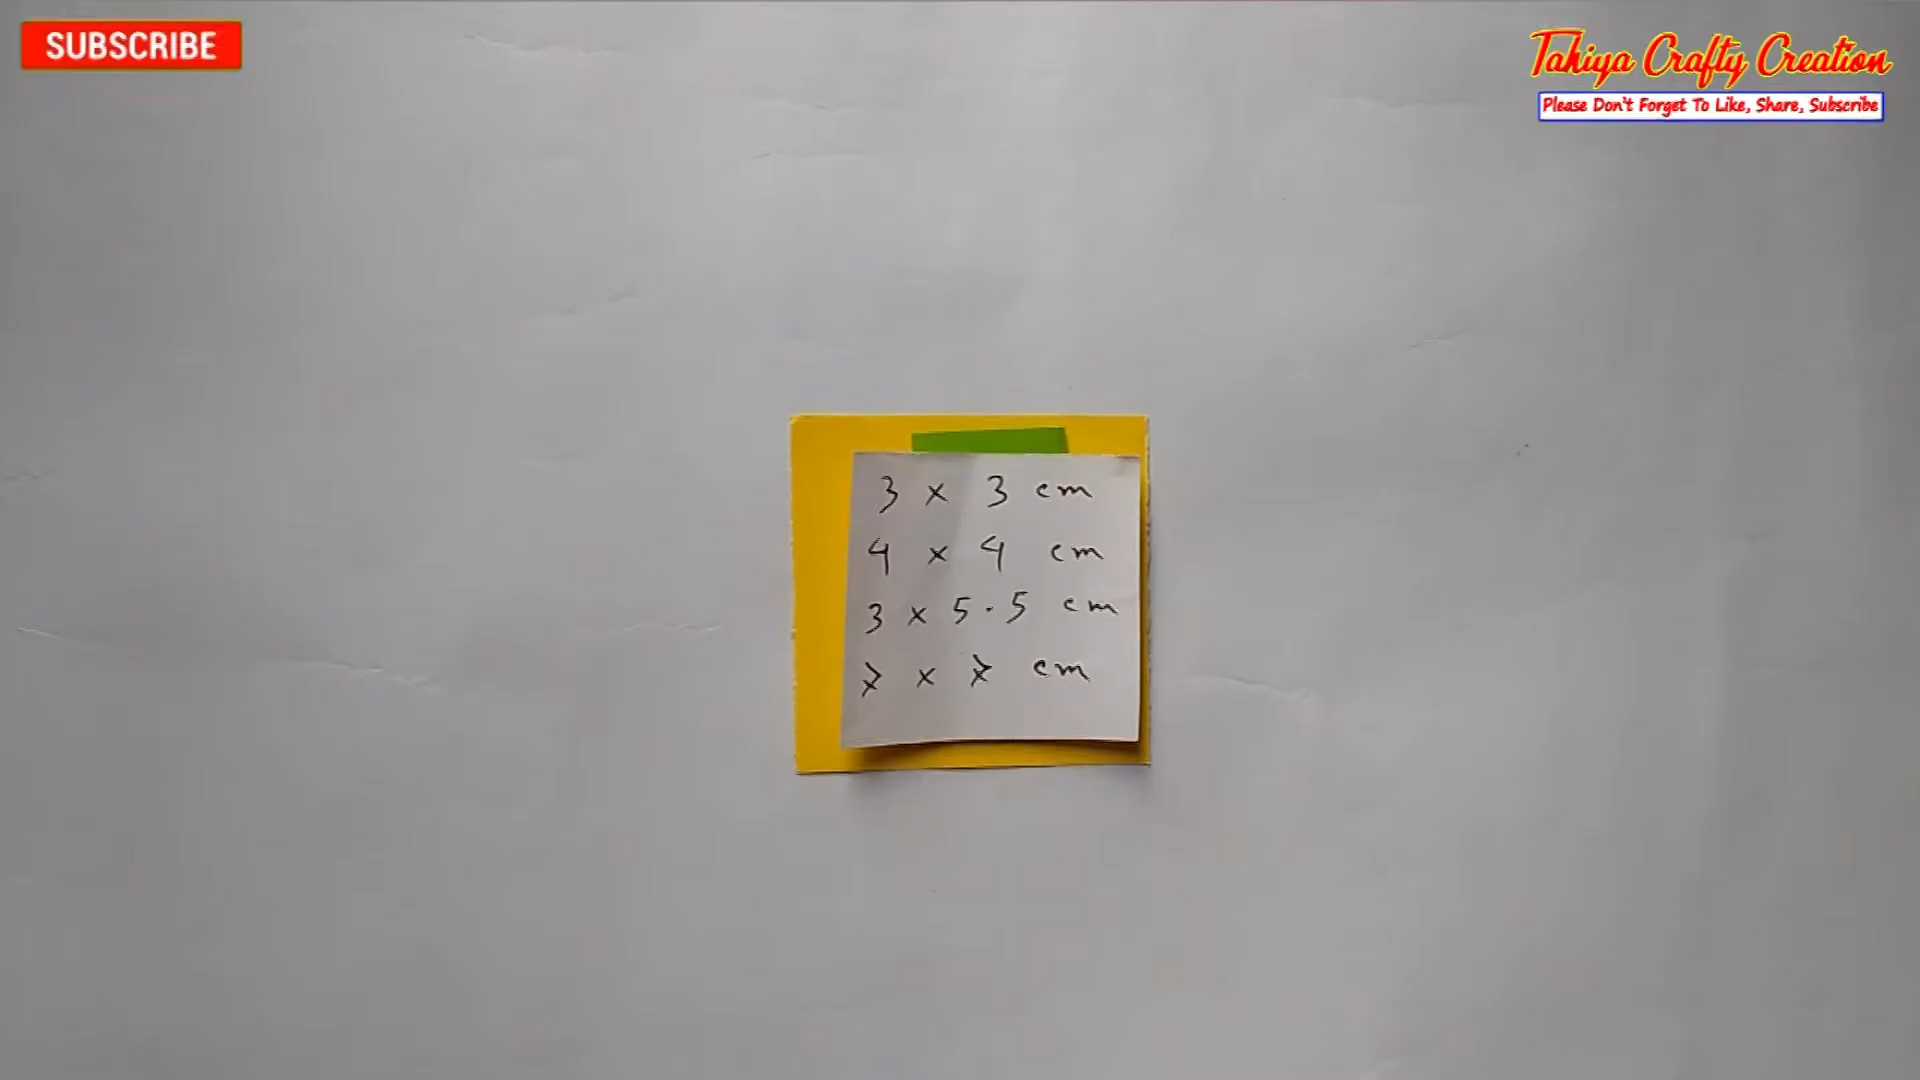 SUBSCRIBE
Tahiya Crafty Creation
Please Don't Forget To Like, Share, Subscribe
3 x 3 cm
4 x 4 cm
3 x 5.5 cm
7 x 7 cm